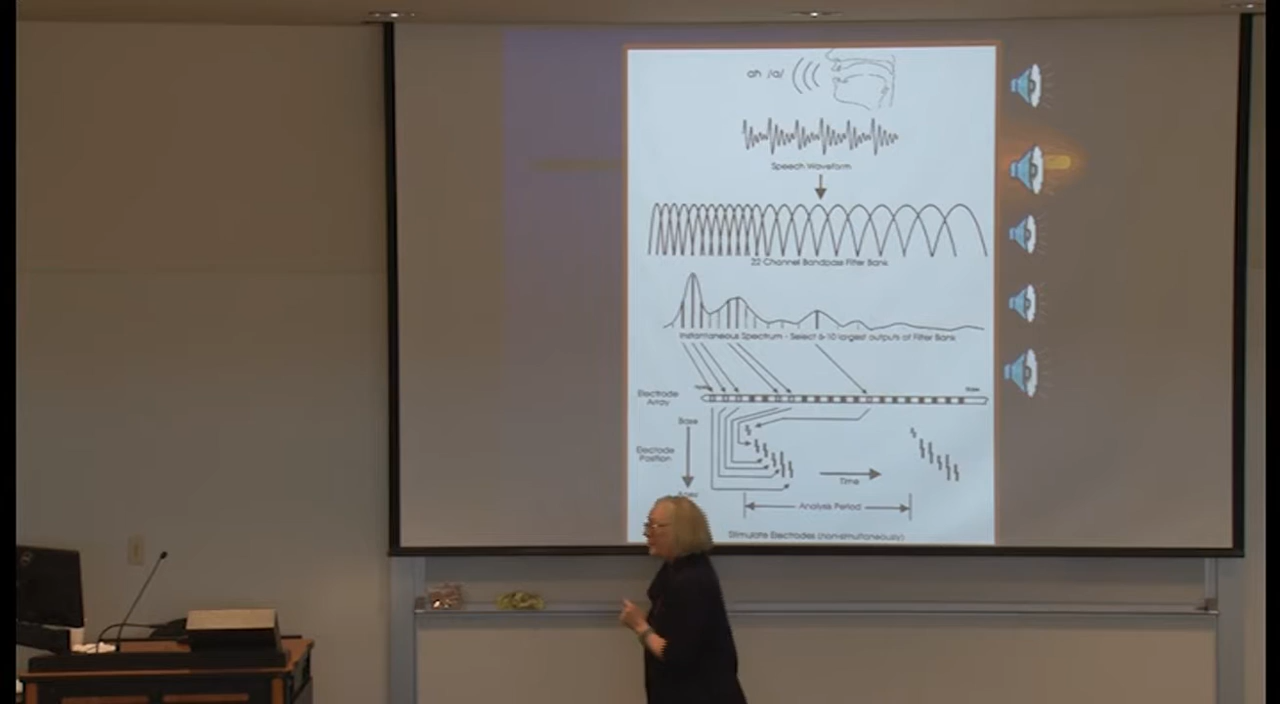 ah /a/
Speech Waveform
22 Channel Bandpass Filter Bank
Instantaneous Spectrum - Select 6-10 largest outputs of Filter Bank
Electrode
Array
Base
Electrode
Position
Apex
Time
Analysis Period
Stimulate Electrodes (non-simultaneously)